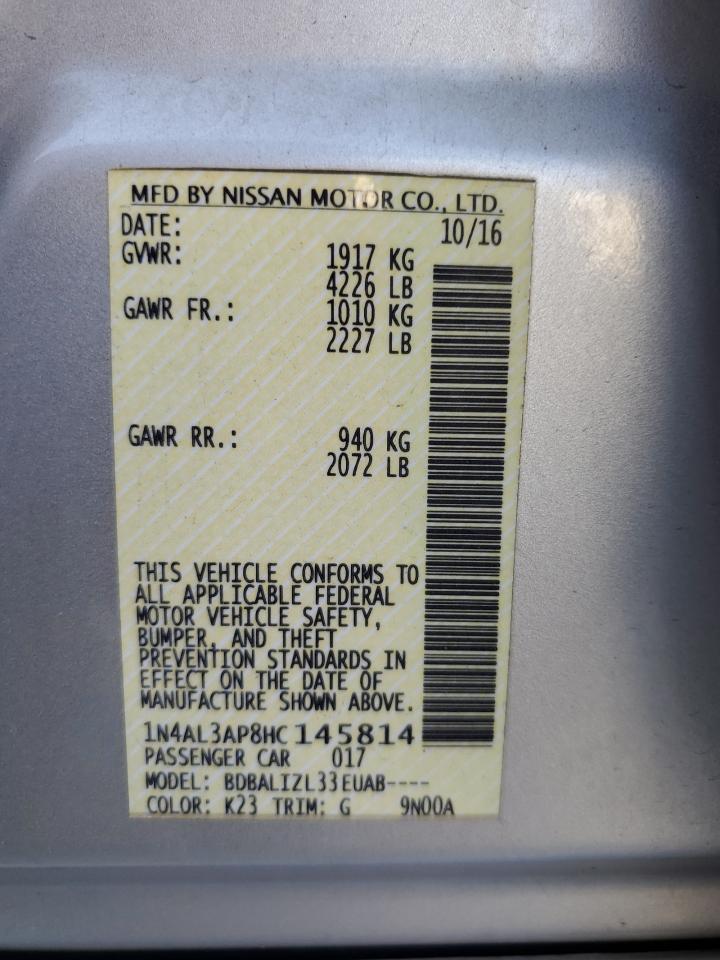 MFD BY NISSAN MOTOR CO., LTD.
DATE: 10/16
GVWR: 1917 KG
4226 LB
GAWR FR.: 1010 KG
2227 LB
GAWR RR.: 940 KG
2072 LB
THIS VEHICLE CONFORMS TO
ALL APPLICABLE FEDERAL
MOTOR VEHICLE SAFETY,
BUMPER, AND THEFT
PREVENTION STANDARDS IN
EFFECT ON THE DATE OF
MANUFACTURE SHOWN ABOVE.
1N4AL3AP8HC145814
PASSENGER CAR 017
MODEL: BDBALIZL33EUAB----
COLOR: K23 TRIM: G 9N00A